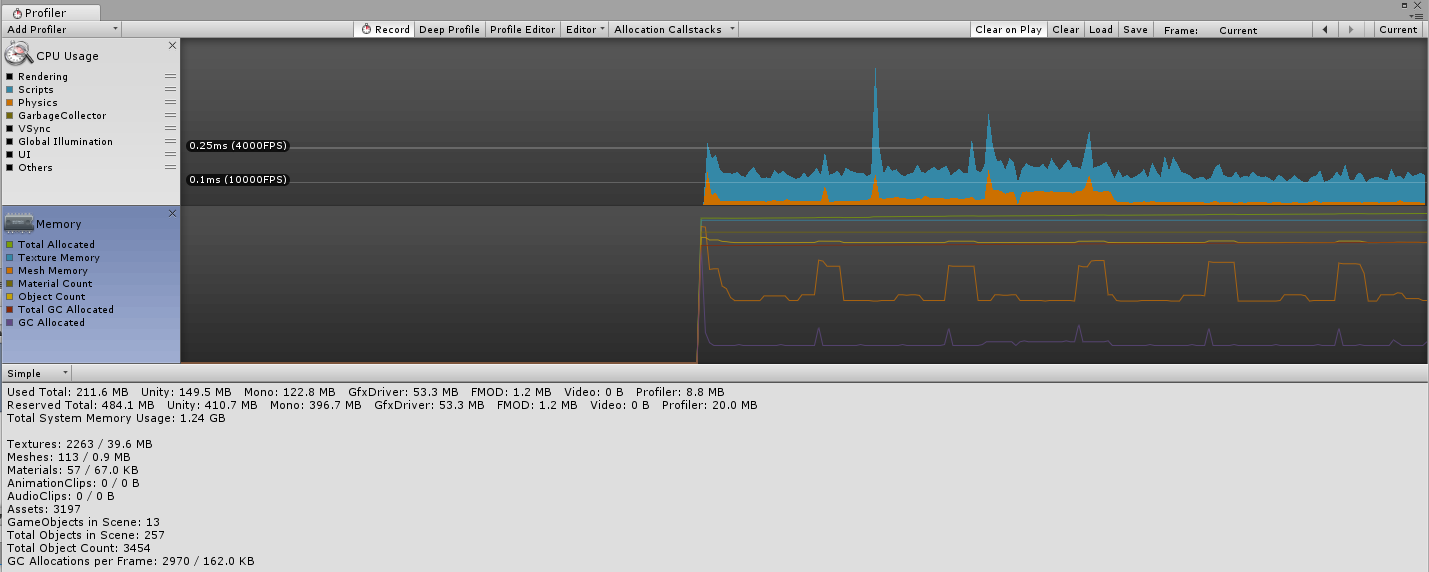 Profiler
Add Profiler Record Deep Profile Profile Editor Editor Allocation Callstacks Clear on Play Clear Load Save Frame: Current Current
CPU Usage
Rendering
Scripts
Physics
GarbageCollector
VSync
Global Illumination
UI
Others
0.25ms (4000FPS)
0.1ms (10000FPS)
Memory
Total Allocated
Texture Memory
Mesh Memory
Material Count
Object Count
Total GC Allocated
GC Allocated
Simple
Used Total: 211.6 MB Unity: 149.5 MB Mono: 122.8 MB GfxDriver: 53.3 MB FMOD: 1.2 MB Video: 0 B Profiler: 8.8 MB
Reserved Total: 484.1 MB Unity: 410.7 MB Mono: 396.7 MB GfxDriver: 53.3 MB FMOD: 1.2 MB Video: 0 B Profiler: 20.0 MB
Total System Memory Usage: 1.24 GB
Textures: 2263 / 39.6 MB
Meshes: 113 / 0.9 MB
Materials: 57 / 67.0 KB
AnimationClips: 0 / 0 B
AudioClips: 0 / 0 B
Assets: 3197
GameObjects in Scene: 13
Total Objects in Scene: 257
Total Object Count: 3454
GC Allocations per Frame: 2970 / 162.0 KB